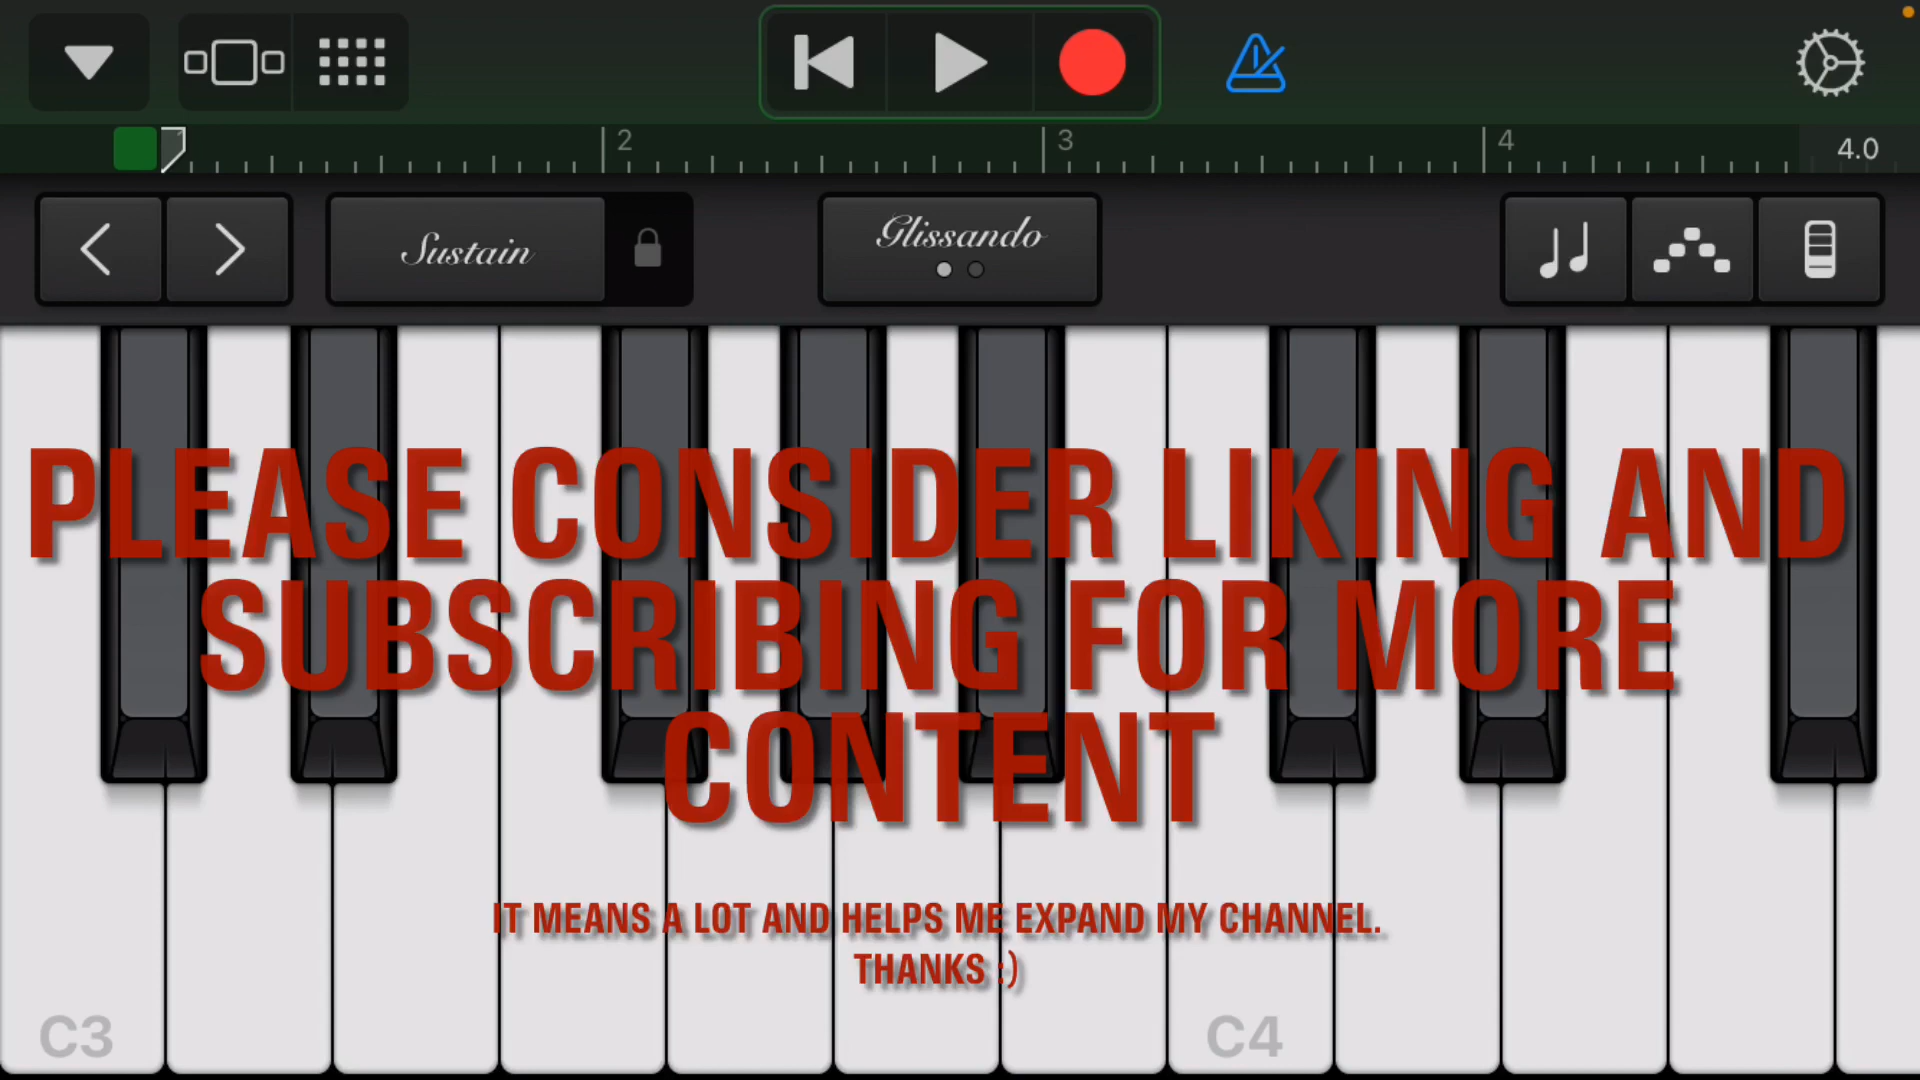 2
3
4
4.0
Sustain
Glissando
PLEASE CONSIDER LIKING AND
SUBSCRIBING FOR MORE
CONTENT
IT MEANS A LOT AND HELPS ME EXPAND MY CHANNEL.
THANKS :)
C3
C4